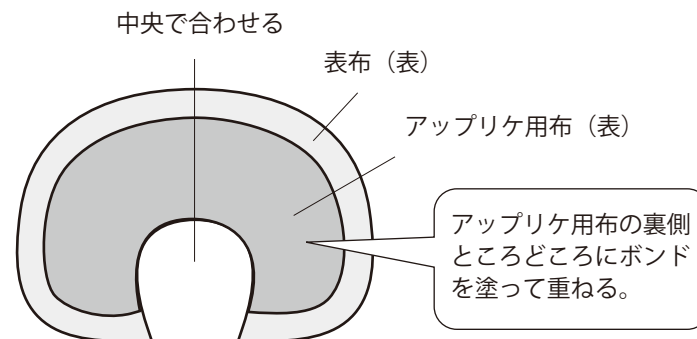 中央で合わせる
表布（表）
アップリケ用布（表）
アップリケ用布の裏側
ところどころにボンド
を塗って重ねる。